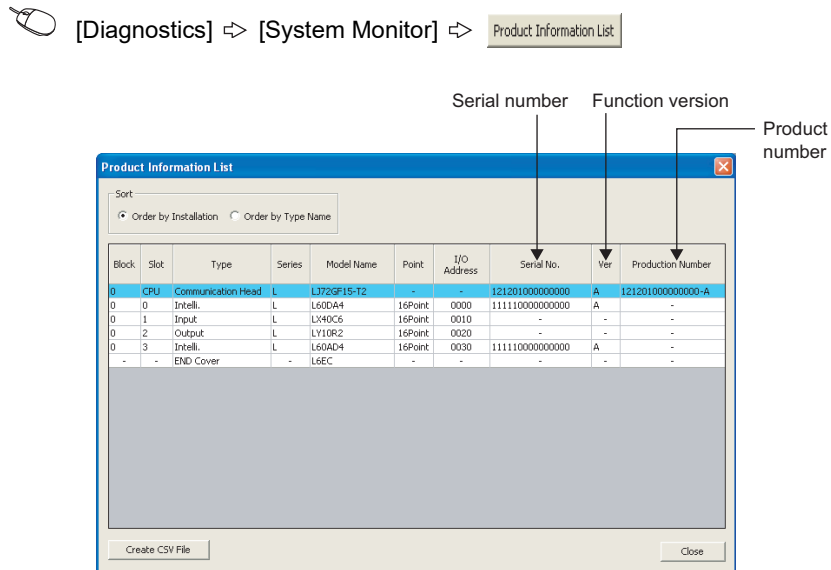 [Diagnostics] ⇨ [System Monitor] ⇨ Product Information List
Serial number Function version
Product number
Product Information List
Sort
Order by Installation Order by Type Name
Block Slot Type Series Model Name Point I/O Address Serial No. Ver Production Number
0 CPU Communication Head L LJ72GF15-T2 - - 121201000000000 A 121201000000000-A
0 0 Intelli. L L60DA4 16Point 0000 111110000000000 A -
0 1 Input L LX40C6 16Point 0010 - - -
0 2 Output L LY10R2 16Point 0020 - - -
0 3 Intelli. L L60AD4 16Point 0030 111110000000000 A -
- - END Cover - L6EC - - - - -
Create CSV File Close